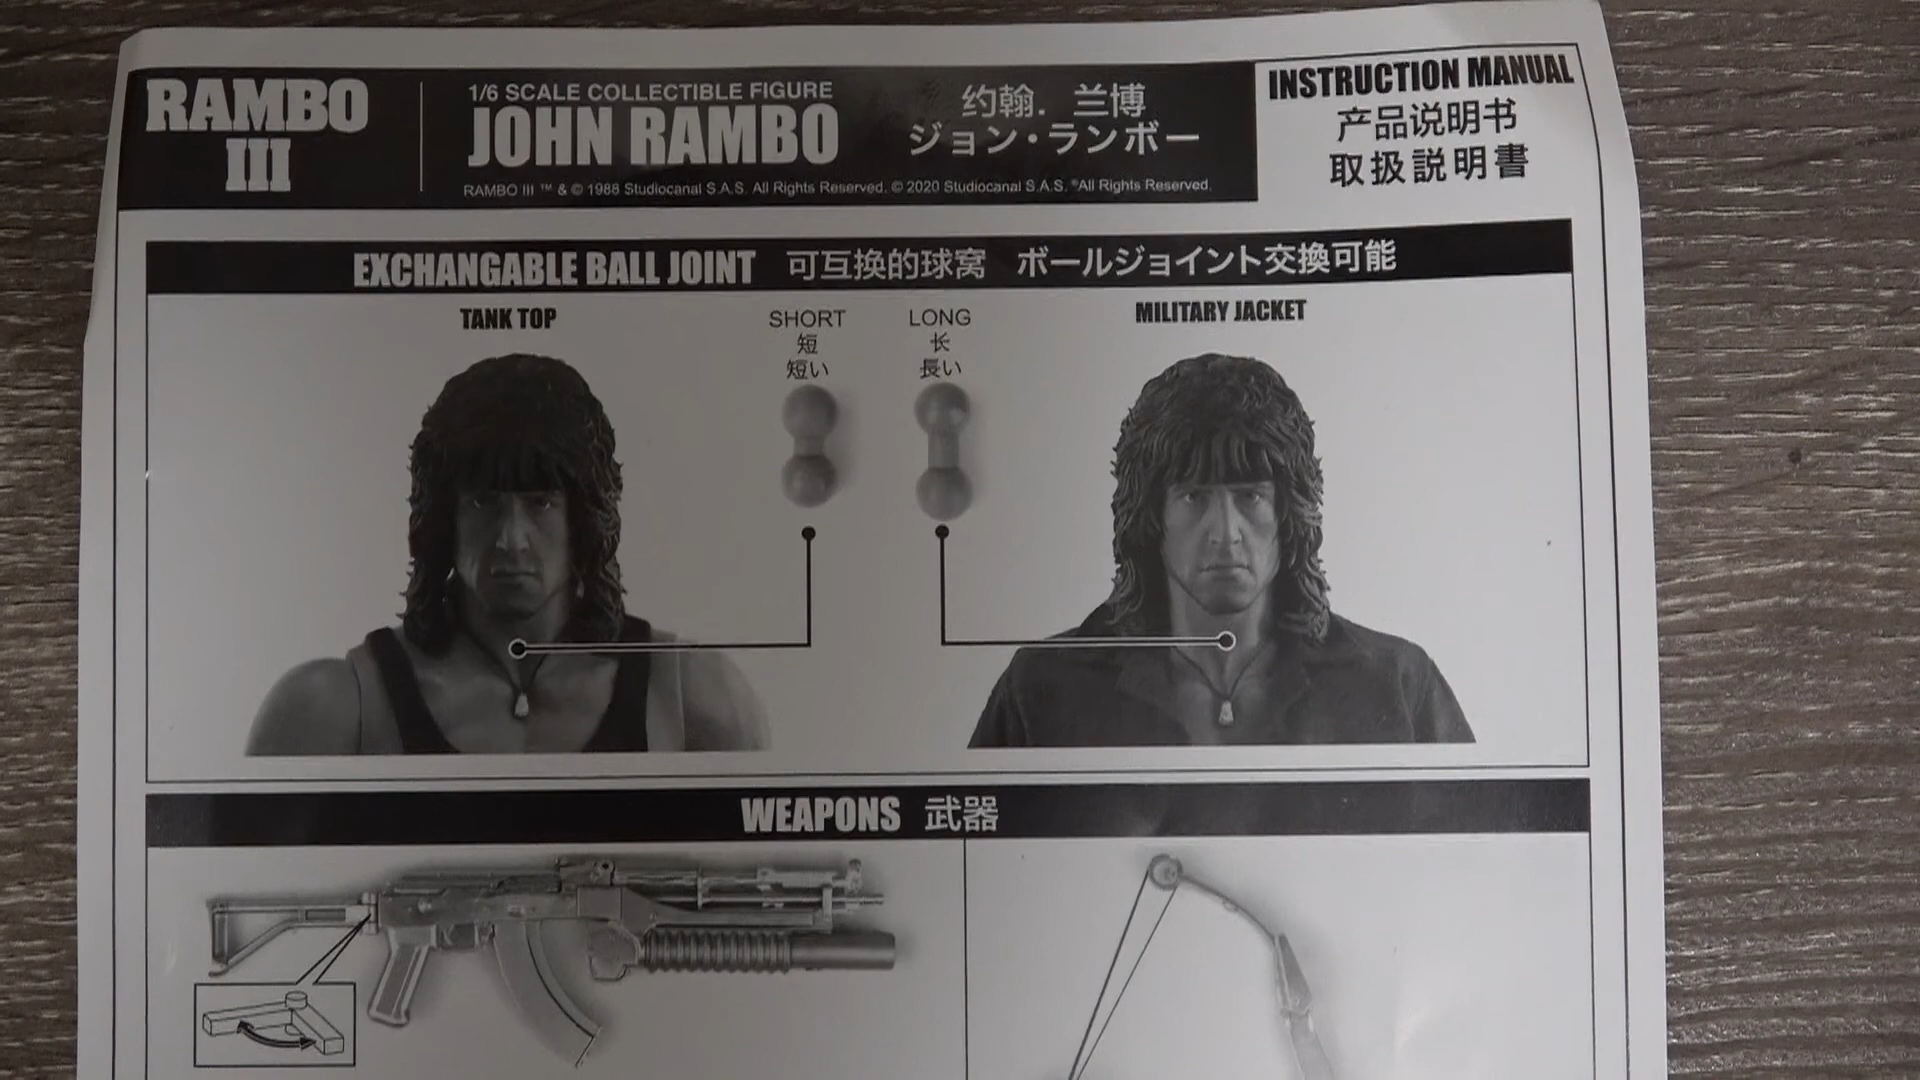 RAMBO
III
1/6 SCALE COLLECTIBLE FIGURE
JOHN RAMBO
约翰．兰博
ジョン・ランボー
RAMBO III ™ & © 1988 Studiocanal S.A.S. All Rights Reserved. © 2020 Studiocanal S.A.S. ®All Rights Reserved.
INSTRUCTION MANUAL
产品说明书
取扱説明書
EXCHANGABLE BALL JOINT 可互换的球窝 ボールジョイント交換可能
TANK TOP
SHORT
短
短い
LONG
长
長い
MILITARY JACKET
WEAPONS 武器